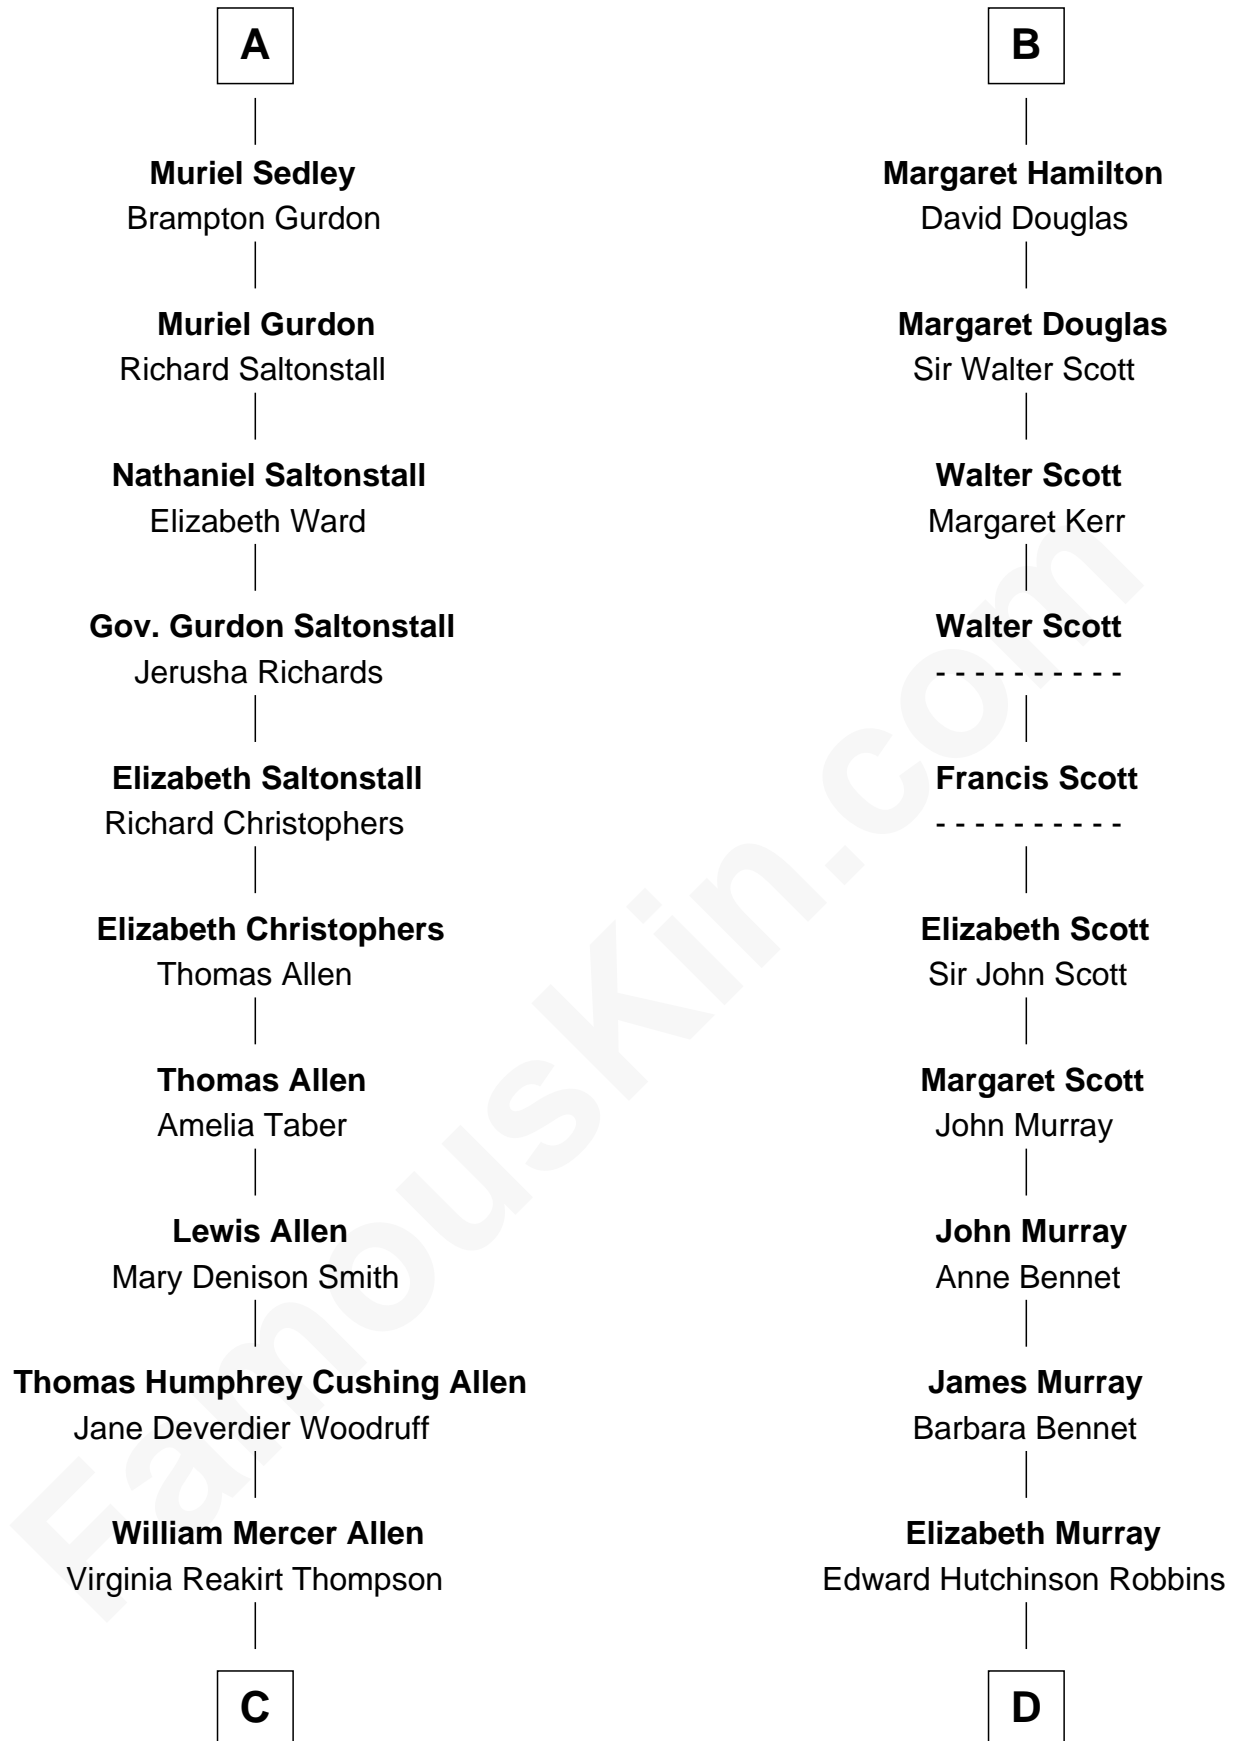 A
Muriel Sedley
Brampton Gurdon
Muriel Gurdon
Richard Saltonstall
Nathaniel Saltonstall
Elizabeth Ward
Gov. Gurdon Saltonstall
Jerusha Richards
Elizabeth Saltonstall
Richard Christophers
Elizabeth Christophers
Thomas Allen
Thomas Allen
Amelia Taber
Lewis Allen
Mary Denison Smith
Thomas Humphrey Cushing Allen
Jane Deverdier Woodruff
William Mercer Allen
Virginia Reakirt Thompson
C
B
Margaret Hamilton
David Douglas
Margaret Douglas
Sir Walter Scott
Walter Scott
Margaret Kerr
Walter Scott
- - - - - - - - - -
Francis Scott
- - - - - - - - - -
Elizabeth Scott
Sir John Scott
Margaret Scott
John Murray
John Murray
Anne Bennet
James Murray
Barbara Bennet
Elizabeth Murray
Edward Hutchinson Robbins
D
FamousKin.com